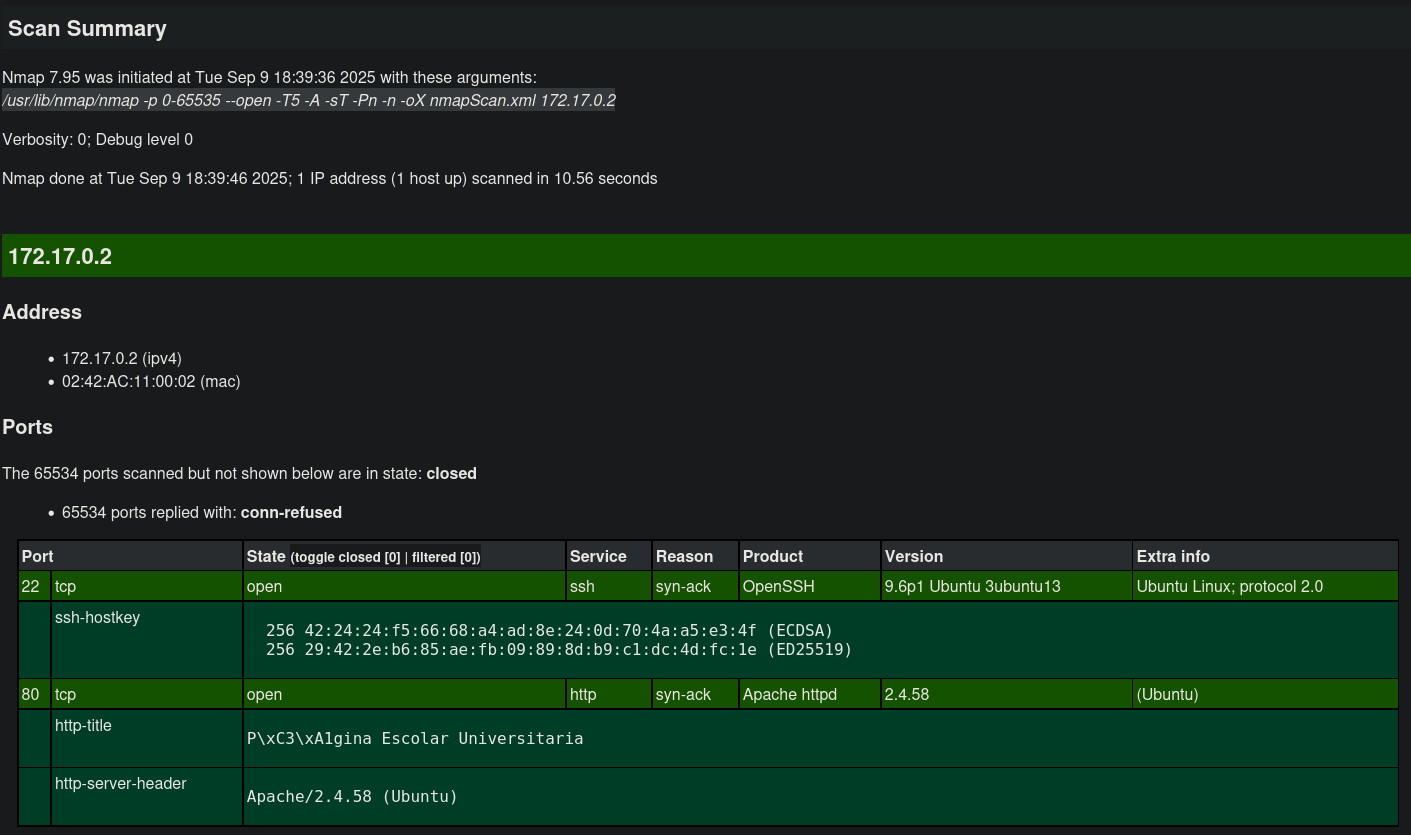 Scan Summary
Nmap 7.95 was initiated at Tue Sep 9 18:39:36 2025 with these arguments:
/usr/lib/nmap/nmap -p 0-65535 --open -T5 -A -sT -Pn -n -oX nmapScan.xml 172.17.0.2
Verbosity: 0; Debug level 0
Nmap done at Tue Sep 9 18:39:46 2025; 1 IP address (1 host up) scanned in 10.56 seconds
172.17.0.2
Address
• 172.17.0.2 (ipv4)
• 02:42:AC:11:00:02 (mac)
Ports
The 65534 ports scanned but not shown below are in state: closed
• 65534 ports replied with: conn-refused
Port State (toggle closed [0] | filtered [0]) Service Reason Product Version Extra info
22 tcp open ssh syn-ack OpenSSH 9.6p1 Ubuntu 3ubuntu13 Ubuntu Linux; protocol 2.0
ssh-hostkey
256 42:24:24:f5:66:68:a4:ad:8e:24:0d:70:4a:a5:e3:4f (ECDSA)
256 29:42:2e:b6:85:ae:fb:09:89:8d:b9:c1:dc:4d:fc:1e (ED25519)
80 tcp open http syn-ack Apache httpd 2.4.58 (Ubuntu)
http-title
P\xC3\xA1gina Escolar Universitaria
http-server-header
Apache/2.4.58 (Ubuntu)